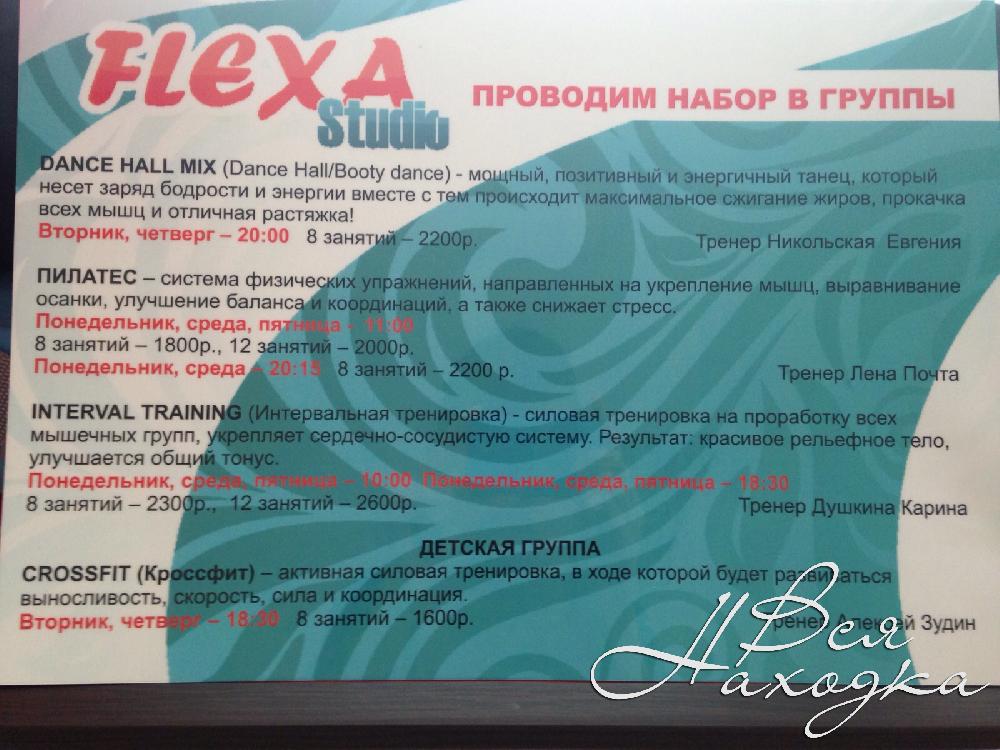 FLEXA
Studio
ПРОВОДИМ НАБОР В ГРУППЫ
DANCE HALL MIX (Dance Hall/Booty dance) - мощный, позитивный и энергичный танец, который
несет заряд бодрости и энергии вместе с тем происходит максимальное сжигание жиров, прокачка
всех мышц и отличная растяжка!
Вторник, четверг – 20:00 8 занятий – 2200р. Тренер Никольская Евгения
ПИЛАТЕС – система физических упражнений, направленных на укрепление мышц, выравнивание
осанки, улучшение баланса и координаций, а также снижает стресс.
Понедельник, среда, пятница - 11:00
8 занятий – 1800р., 12 занятий – 2000р.
Понедельник, среда – 20:15 8 занятий – 2200 р. Тренер Лена Почта
INTERVAL TRAINING (Интервальная тренировка) - силовая тренировка на проработку всех
мышечных групп, укрепляет сердечно-сосудистую систему. Результат: красивое рельефное тело,
улучшается общий тонус.
Понедельник, среда, пятница – 10:00 Понедельник, среда, пятница – 18:30
8 занятий – 2300р., 12 занятий – 2600р. Тренер Душкина Карина
ДЕТСКАЯ ГРУППА
CROSSFIT (Кроссфит) – активная силовая тренировка, в ходе которой будет развиваться
выносливость, скорость, сила и координация.
Вторник, четверг – 18:30 8 занятий – 1600р. Тренер Алексей Зудин
Вся
Находка